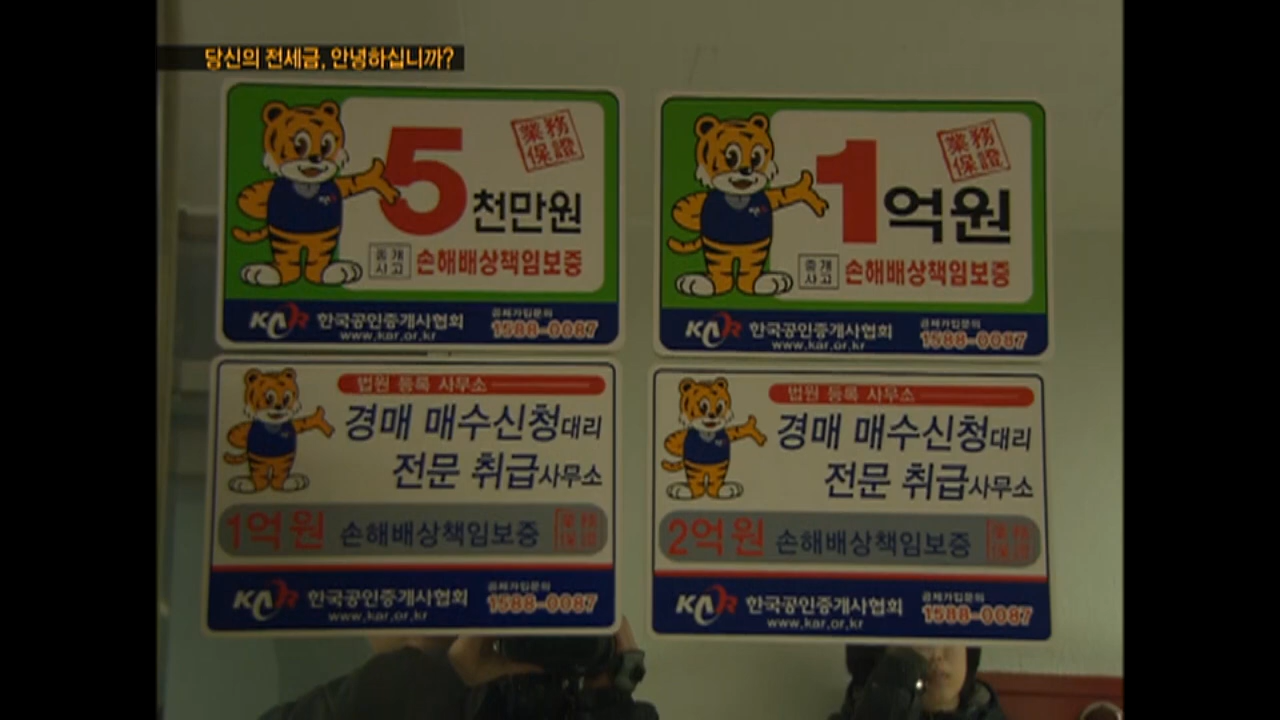 당신의 전세금, 안녕하십니까?
業務
保證
5천만원
중개
사고
손해배상책임보증
KAR 한국공인중개사협회
www.kar.or.kr
공제가입문의
1588-0087
業務
保證
1억원
중개
사고
손해배상책임보증
KAR 한국공인중개사협회
www.kar.or.kr
공제가입문의
1588-0087
법원 등록 사무소
경매 매수신청대리
전문 취급사무소
1억원 손해배상책임보증
業務
保證
KAR 한국공인중개사협회
www.kar.or.kr
공제가입문의
1588-0087
법원 등록 사무소
경매 매수신청대리
전문 취급사무소
2억원 손해배상책임보증
業務
保證
KAR 한국공인중개사협회
www.kar.or.kr
공제가입문의
1588-0087